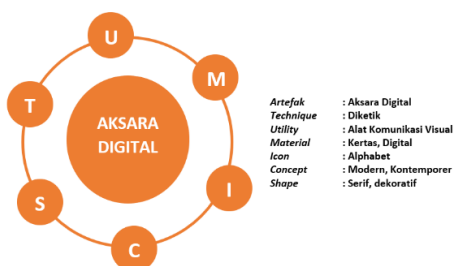 U
M
T
AKSARA
DIGITAL
S
I
C
Artefak : Aksara Digital
Technique : Diketik
Utility : Alat Komunikasi Visual
Material : Kertas, Digital
Icon : Alphabet
Concept : Modern, Kontemporer
Shape : Serif, dekoratif